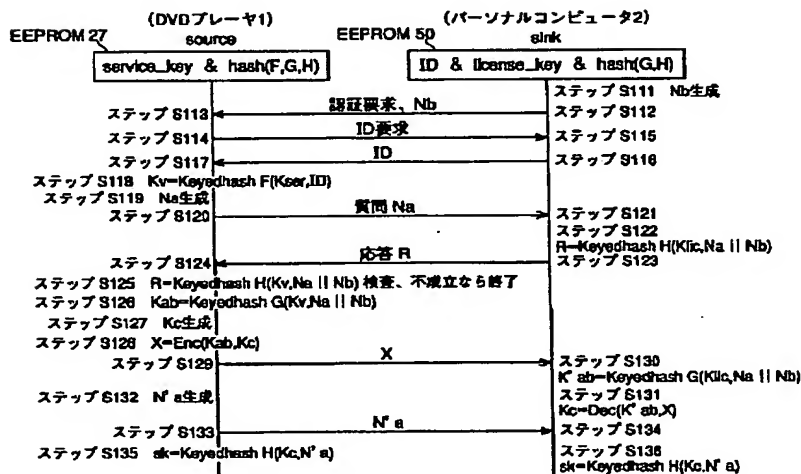 (DVDプレーヤ1)
source
EEPROM 27
service_key & hash(F,G,H)
(パーソナルコンピュータ2)
sink
EEPROM 50
ID & license_key & hash(G,H)
ステップ S111 Nb生成
認証要求、Nb
ステップ S113
ステップ S112
ID要求
ステップ S114
ステップ S115
ID
ステップ S117
ステップ S116
ステップ S118 Kv=Keyedhash F(Kser,ID)
ステップ S119 Na生成
質問 Na
ステップ S120
ステップ S121
ステップ S122
R=Keyedhash H(Klic,Na || Nb)
応答 R
ステップ S124
ステップ S123
ステップ S125 R=Keyedhash H(Kv,Na || Nb) 検査、不成立なら終了
ステップ S126 Kab=Keyedhash G(Kv,Na || Nb)
ステップ S127 Kc生成
ステップ S128 X=Enc(Kab,Kc)
X
ステップ S129
ステップ S130
K'ab=Keyedhash G(Klic,Na || Nb)
ステップ S131
Kc=Dec(K'ab,X)
ステップ S132 N'a生成
N'a
ステップ S133
ステップ S134
ステップ S135 sk=Keyedhash H(Kc,N'a)
ステップ S136
sk=Keyedhash H(Kc,N'a)